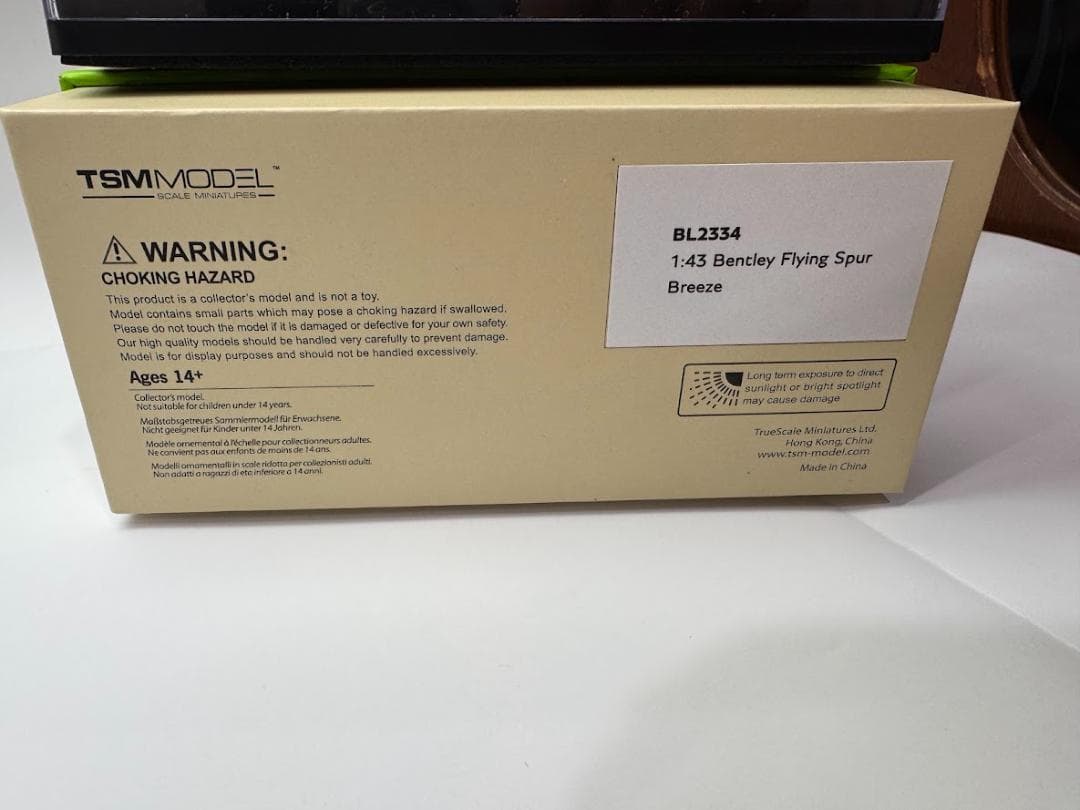 TSMMODEL™
SCALE MINIATURES
WARNING:
CHOKING HAZARD
This product is a collector's model and is not a toy.
Model contains small parts which may pose a choking hazard if swallowed.
Please do not touch the model if it is damaged or defective for your own safety.
Our high quality models should be handled very carefully to prevent damage.
Model is for display purposes and should not be handled excessively.
Ages 14+
Collector's model.
Not suitable for children under 14 years.
Maßstabsgetreues Sammlermodell für Erwachsene.
Nicht geeignet für Kinder unter 14 Jahren.
Modèle ornemental à l'échelle pour collectionneurs adultes.
Ne convient pas aux enfants de moins de 14 ans.
Modelli ornamentalli in scale ridotta per collezionisti adulti.
Non adatti a ragazzi di eta inferiore a 14 anni.
BL2334
1:43 Bentley Flying Spur
Breeze
Long term exposure to direct
sunlight or bright spotlight
may cause damage
TrueScale Miniatures Ltd.
Hong Kong, China
www.tsm-model.com
Made in China